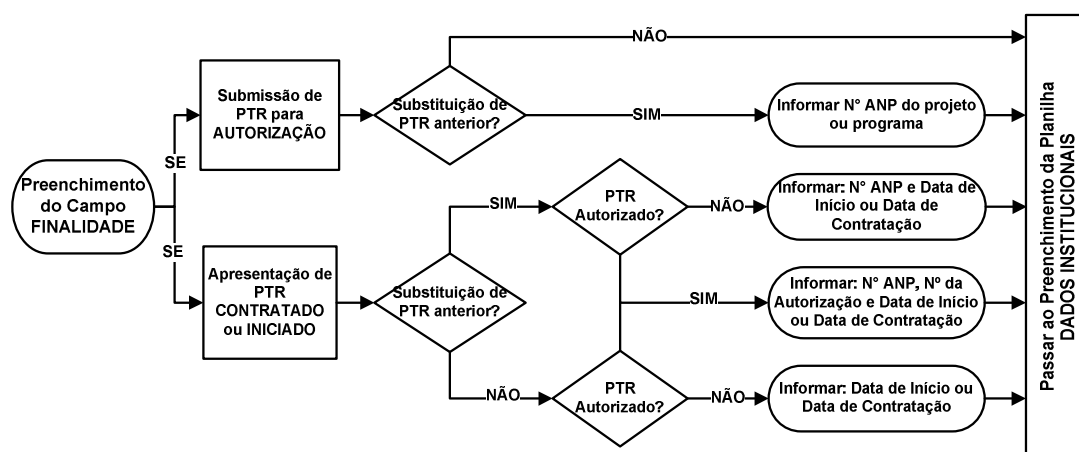 Preenchimento
do Campo
FINALIDADE
SE
SE
Submissão de
PTR para
AUTORIZAÇÃO
Substituição de
PTR anterior?
NÃO
SIM
Informar N° ANP do projeto
ou programa
Apresentação de
PTR
CONTRATADO
ou INICIADO
Substituição de
PTR anterior?
SIM
NÃO
PTR
Autorizado?
NÃO
Informar: N° ANP e Data de
Início ou Data de
Contratação
SIM
Informar: N° ANP, Nº da
Autorização e Data de Início
ou Data de Contratação
PTR
Autorizado?
NÃO
Informar: Data de Início ou
Data de Contratação
Passar ao Preenchimento da Planilha
DADOS INSTITUCIONAIS